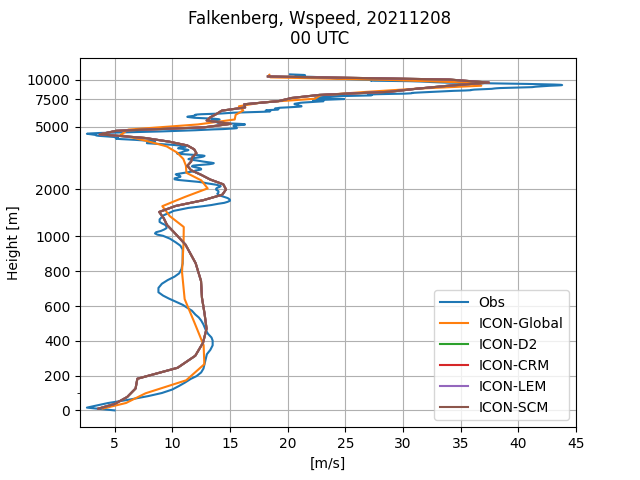 Falkenberg, Wspeed, 20211208
00 UTC
10000
7500
5000
2000
1000
800
600
400
200
0
Height [m]
5
10
15
20
25
30
35
40
45
[m/s]
Obs
ICON-Global
ICON-D2
ICON-CRM
ICON-LEM
ICON-SCM